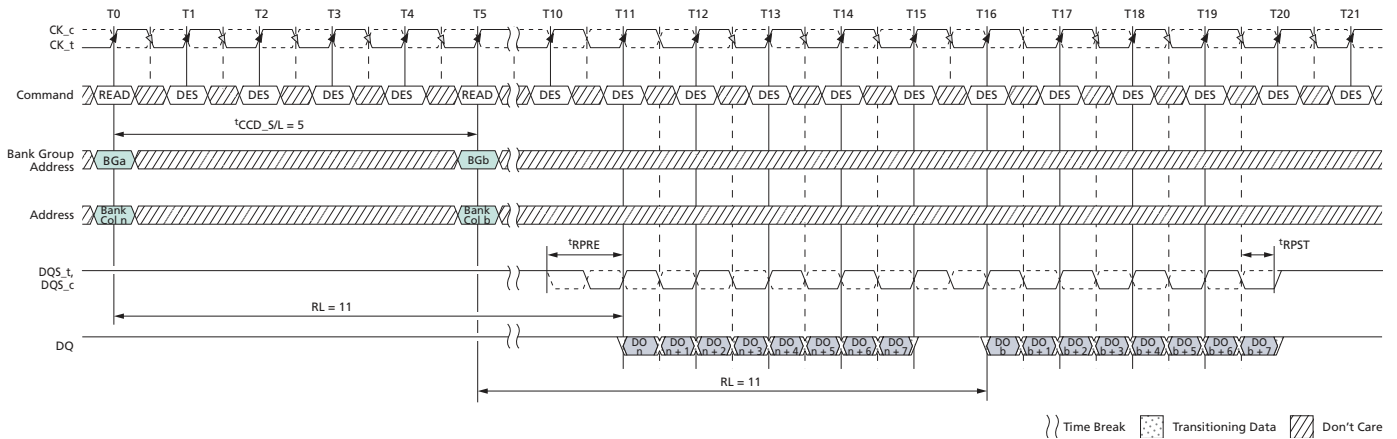 T0 T1 T2 T3 T4 T5 T10 T11 T12 T13 T14 T15 T16 T17 T18 T19 T20 T21
CK_c
CK_t
Command READ DES DES DES DES READ DES DES DES DES DES DES DES DES DES DES DES DES
tCCD_S/L = 5
Bank Group
Address
BGa BGb
Address
Bank
Col n
Bank
Col b
tRPRE tRPST
DQS_t,
DQS_c
RL = 11
DQ
DO
n
DO
n + 1
DO
n + 2
DO
n + 3
DO
n + 4
DO
n + 5
DO
n + 6
DO
n + 7
DO
b
DO
b + 1
DO
b + 2
DO
b + 3
DO
b + 4
DO
b + 5
DO
b + 6
DO
b + 7
RL = 11
Time Break Transitioning Data Don't Care